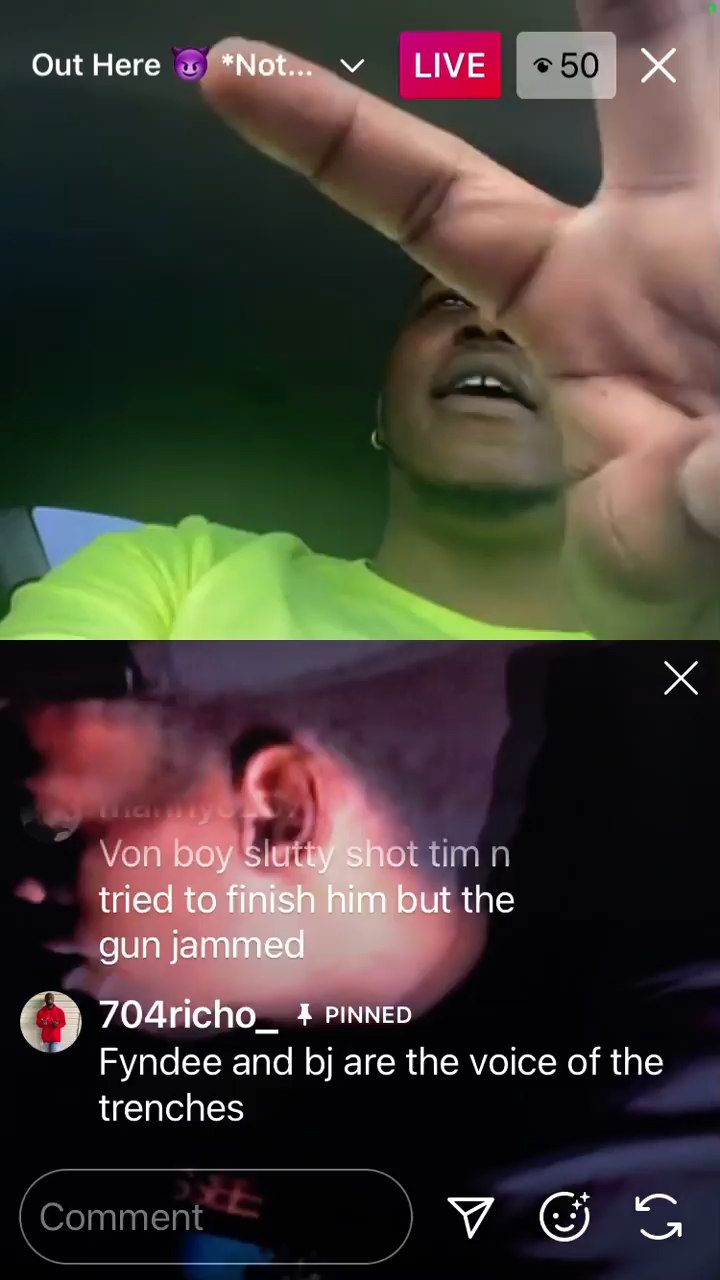 Out Here 😈 *Not...
LIVE
50
Von boy slutty shot tim n
tried to finish him but the
gun jammed
704richo_ PINNED
Fyndee and bj are the voice of the
trenches
Comment